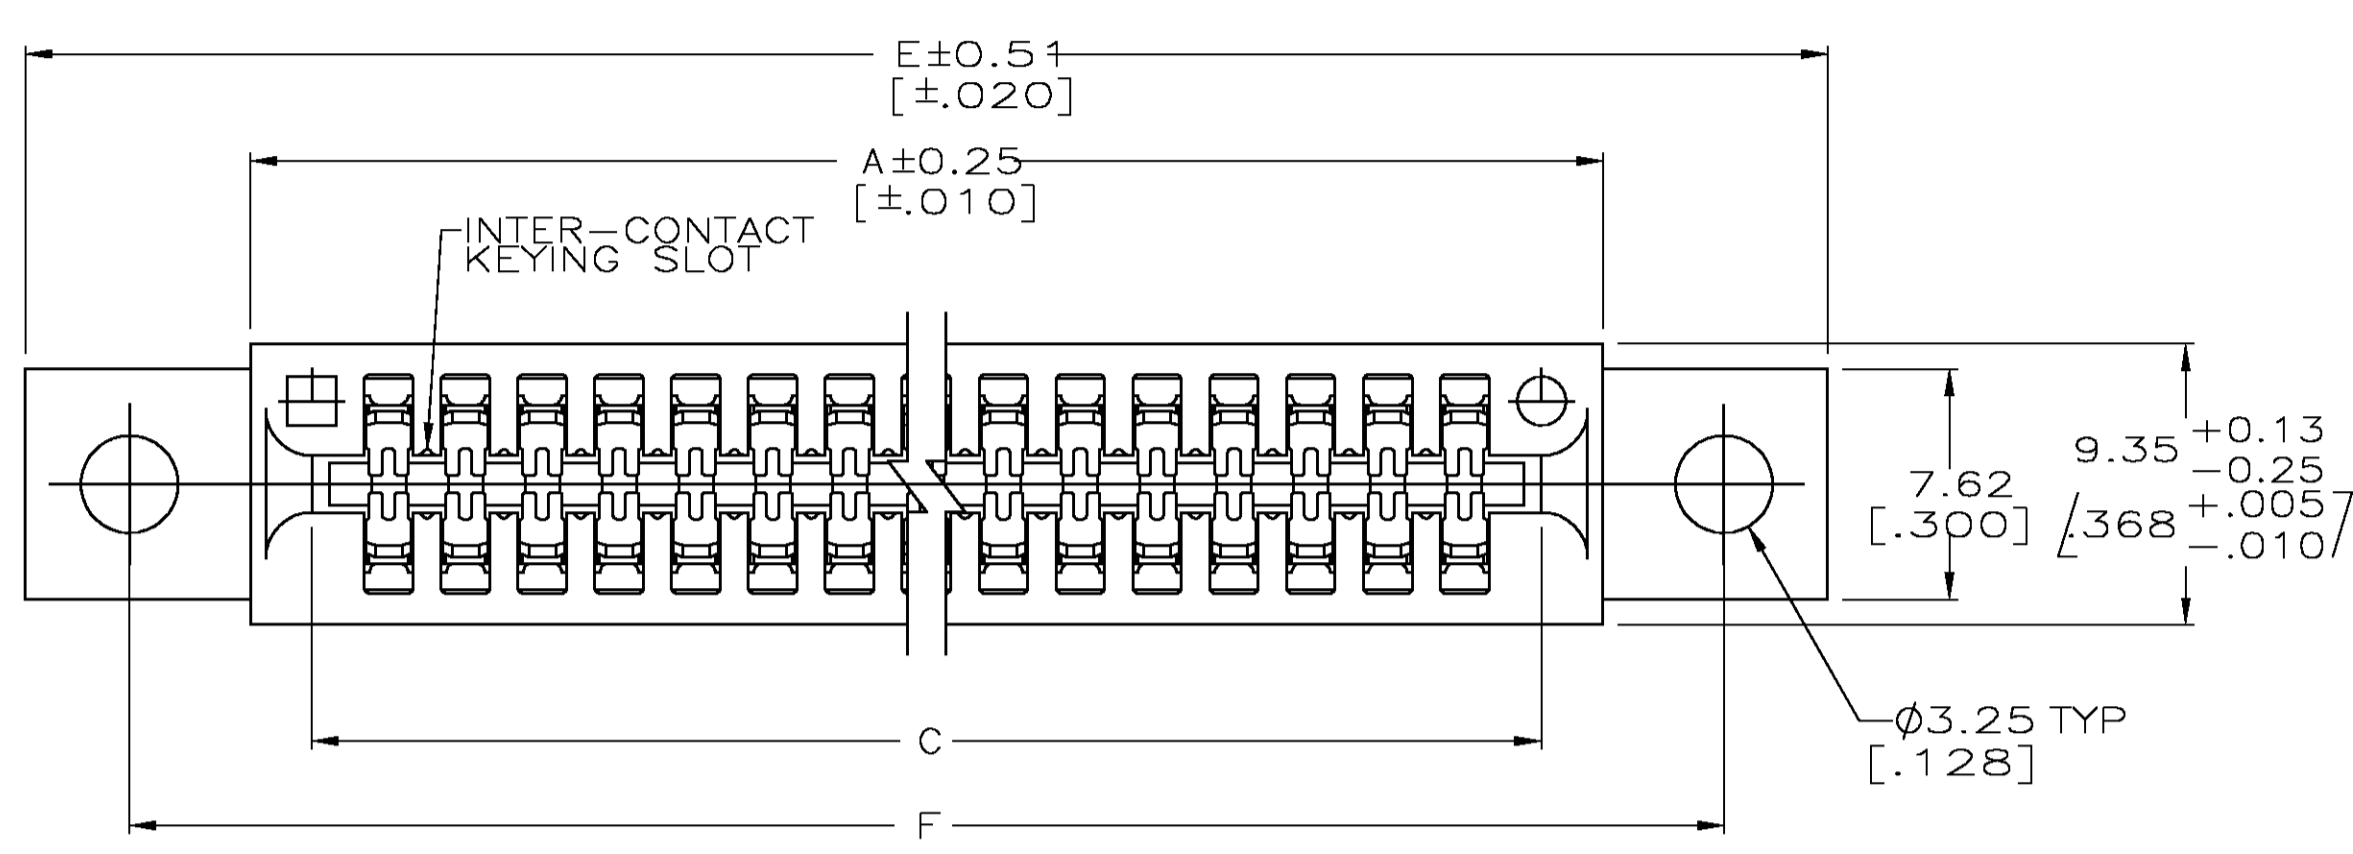 E±0.51
[±.020]
A±0.25
[±.010]
INTER-CONTACT
KEYING SLOT
9.35 +0.13
-0.25
7.62
[.300]
[.368 +.005]
-.010
Ø3.25 TYP
[.128]
C
F